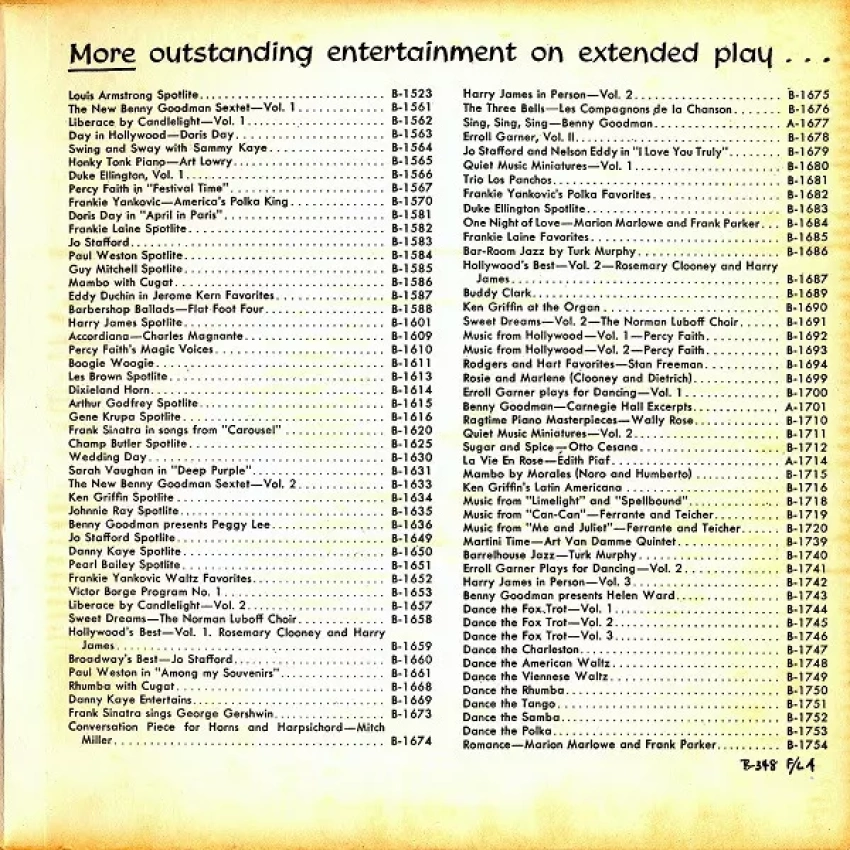 More outstanding entertainment on extended play . . .
Louis Armstrong Spotlite B-1523
The New Benny Goodman Sextet—Vol. 1 B-1561
Liberace by Candlelight—Vol. 1 B-1562
Day in Hollywood—Doris Day B-1563
Swing and Sway with Sammy Kaye B-1564
Honky Tonk Piano—Art Lowry B-1565
Duke Ellington, Vol. 1 B-1566
Percy Faith in "Festival Time" B-1567
Frankie Yankovic—America's Polka King B-1570
Doris Day in "April in Paris" B-1581
Frankie Laine Spotlite B-1582
Jo Stafford B-1583
Paul Weston Spotlite B-1584
Guy Mitchell Spotlite B-1585
Mambo with Cugat B-1586
Eddy Duchin in Jerome Kern Favorites B-1587
Barbershop Ballads—Flat Foot Four B-1588
Harry James Spotlite B-1601
Accordiana—Charles Magnante B-1609
Percy Faith's Magic Voices B-1610
Boogie Woogie B-1611
Les Brown Spotlite B-1613
Dixieland Horn B-1614
Arthur Godfrey Spotlite B-1615
Gene Krupa Spotlite B-1616
Frank Sinatra in songs from "Carousel" B-1620
Champ Butler Spotlite B-1625
Wedding Day B-1630
Sarah Vaughan in "Deep Purple" B-1631
The New Benny Goodman Sextet—Vol. 2 B-1633
Ken Griffin Spotlite B-1634
Johnnie Ray Spotlite B-1635
Benny Goodman presents Peggy Lee B-1636
Jo Stafford Spotlite B-1649
Danny Kaye Spotlite B-1650
Pearl Bailey Spotlite B-1651
Frankie Yankovic Waltz Favorites B-1652
Victor Borge Program No. 1 B-1653
Liberace by Candlelight—Vol. 2 B-1657
Sweet Dreams—The Norman Luboff Choir B-1658
Hollywood's Best—Vol. 1. Rosemary Clooney and Harry
James B-1659
Broadway's Best—Jo Stafford B-1660
Paul Weston in "Among my Souvenirs" B-1661
Rhumba with Cugat B-1668
Danny Kaye Entertains B-1669
Frank Sinatra sings George Gershwin B-1673
Conversation Piece for Horns and Harpsichord—Mitch
Miller B-1674
Harry James in Person—Vol. 2 B-1675
The Three Bells—Les Compagnons de la Chanson B-1676
Sing, Sing, Sing—Benny Goodman A-1677
Erroll Garner, Vol. II B-1678
Jo Stafford and Nelson Eddy in "I Love You Truly" B-1679
Quiet Music Miniatures—Vol. 1 B-1680
Trio Los Panchos B-1681
Frankie Yankovic's Polka Favorites B-1682
Duke Ellington Spotlite B-1683
One Night of Love—Marion Marlowe and Frank Parker B-1684
Frankie Laine Favorites B-1685
Bar-Room Jazz by Turk Murphy B-1686
Hollywood's Best—Vol. 2—Rosemary Clooney and Harry
James B-1687
Buddy Clark B-1689
Ken Griffin at the Organ B-1690
Sweet Dreams—Vol. 2—The Norman Luboff Choir B-1691
Music from Hollywood—Vol. 1—Percy Faith B-1692
Music from Hollywood—Vol. 2—Percy Faith B-1693
Rodgers and Hart Favorites—Stan Freeman B-1694
Rosie and Marlene (Clooney and Dietrich) B-1699
Erroll Garner plays for Dancing—Vol. 1 B-1700
Benny Goodman—Carnegie Hall Excerpts A-1701
Ragtime Piano Masterpieces—Wally Rose B-1710
Quiet Music Miniatures—Vol. 2 B-1711
Sugar and Spice—Otto Cesana B-1712
La Vie En Rose—Edith Piaf A-1714
Mambo by Morales (Noro and Humberto) B-1715
Ken Griffin's Latin Americana B-1716
Music from "Limelight" and "Spellbound" B-1718
Music from "Can-Can"—Ferrante and Teicher B-1719
Music from "Me and Juliet"—Ferrante and Teicher B-1720
Martini Time—Art Van Damme Quintet B-1739
Barrelhouse Jazz—Turk Murphy B-1740
Erroll Garner Plays for Dancing—Vol. 2 B-1741
Harry James in Person—Vol. 3 B-1742
Benny Goodman presents Helen Ward B-1743
Dance the Fox Trot—Vol. 1 B-1744
Dance the Fox Trot—Vol. 2 B-1745
Dance the Fox Trot—Vol. 3 B-1746
Dance the Charleston B-1747
Dance the American Waltz B-1748
Dance the Viennese Waltz B-1749
Dance the Rhumba B-1750
Dance the Tango B-1751
Dance the Samba B-1752
Dance the Polka B-1753
Romance—Marion Marlowe and Frank Parker B-1754
B-348 F/L4